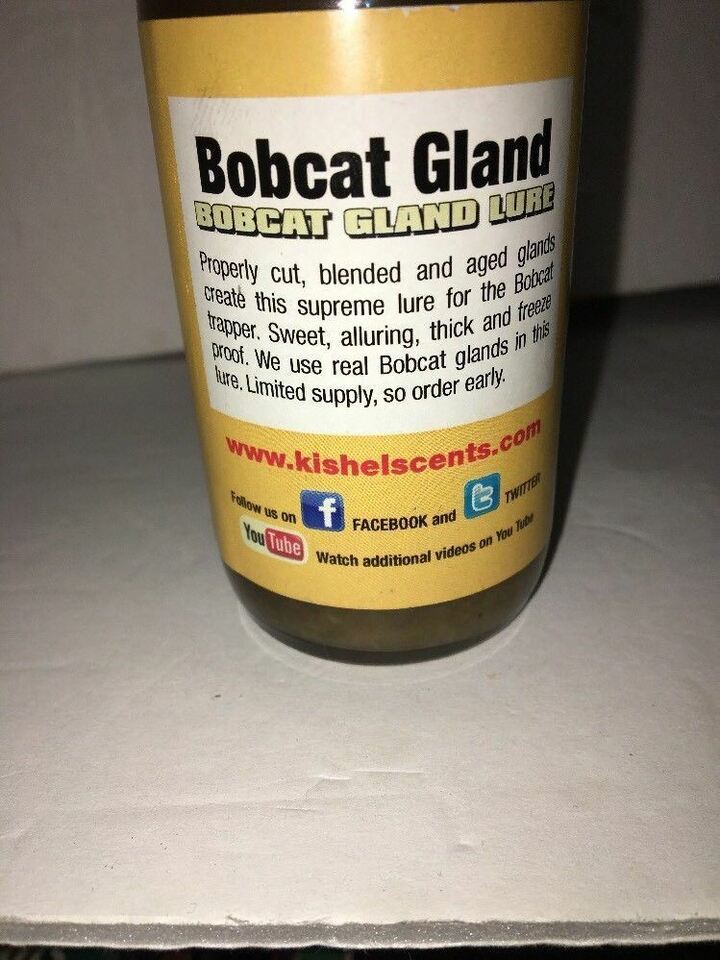 Bobcat Gland
BOBCAT GLAND LURE
Properly cut, blended and aged glands
create this supreme lure for the Bobcat
trapper. Sweet, alluring, thick and freeze
proof. We use real Bobcat glands in this
lure. Limited supply, so order early.
www.kishelscents.com
Follow us on f FACEBOOK and t TWITTER
YouTube Watch additional videos on You Tube